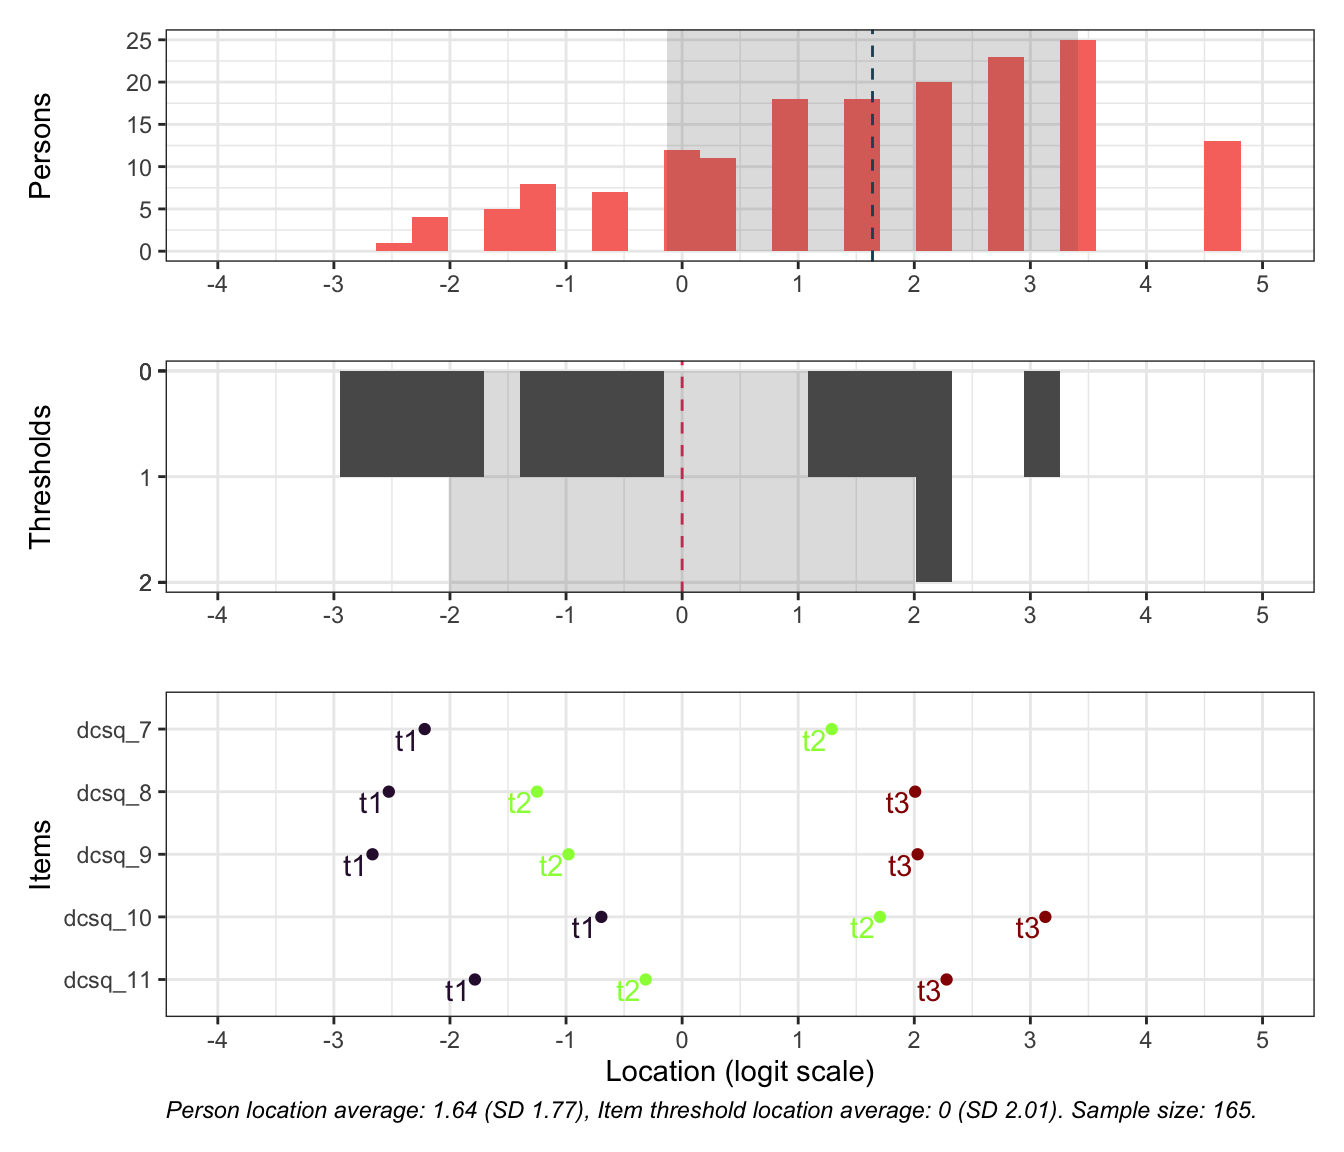 Persons
25
20
15
10
5
0
-4 -3 -2 -1 0 1 2 3 4 5
Thresholds
0
1
2
-4 -3 -2 -1 0 1 2 3 4 5
Items
dcsq_7 t1 t2
dcsq_8 t1 t2 t3
dcsq_9 t1 t2 t3
dcsq_10 t1 t2 t3
dcsq_11 t1 t2 t3
-4 -3 -2 -1 0 1 2 3 4 5
Location (logit scale)
Person location average: 1.64 (SD 1.77), Item threshold location average: 0 (SD 2.01). Sample size: 165.